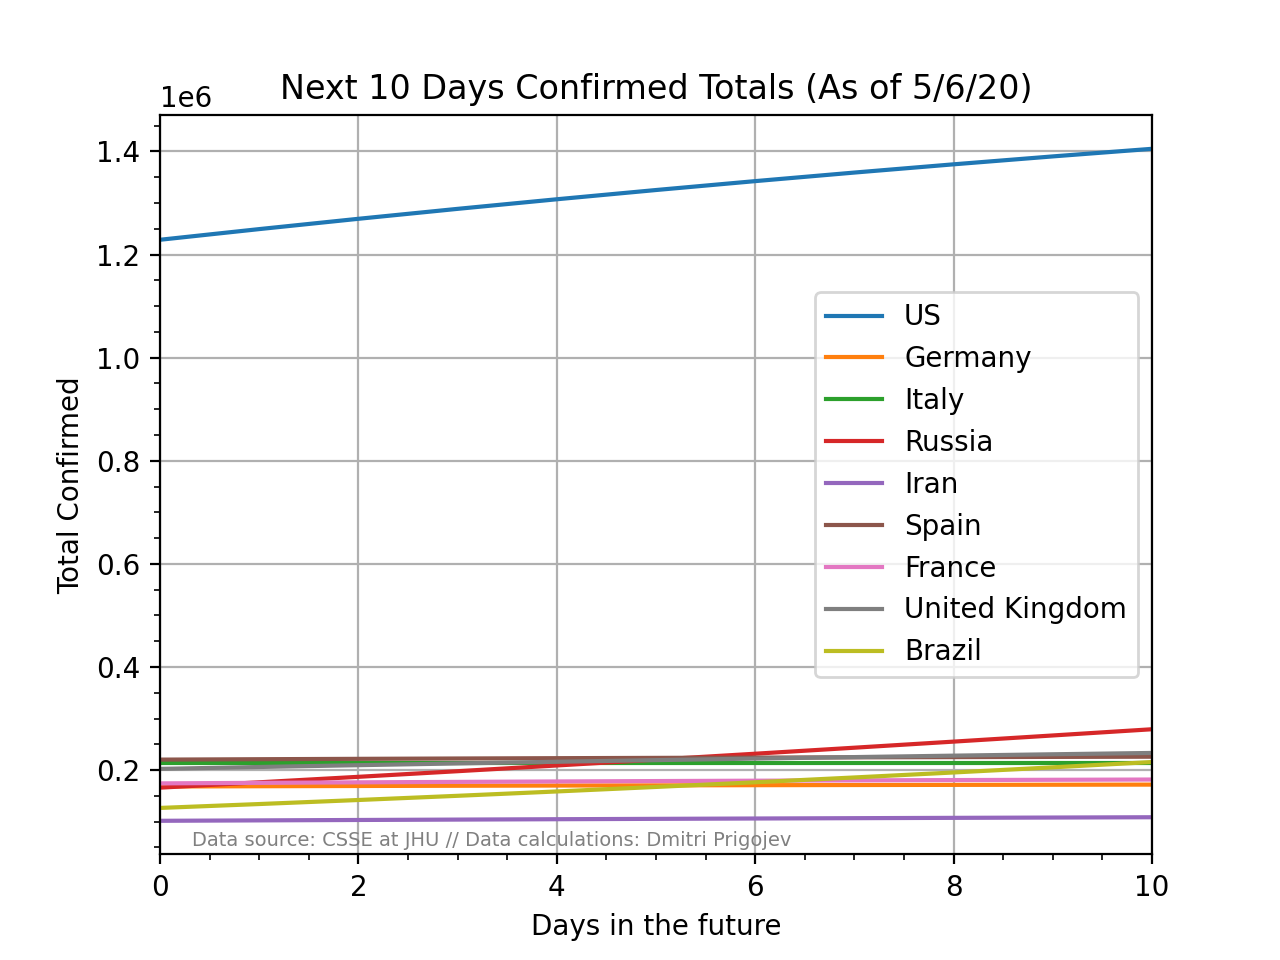 Next 10 Days Confirmed Totals (As of 5/6/20)
1e6
1.4
1.2
1.0
0.8
0.6
0.4
0.2
Total Confirmed
US
Germany
Italy
Russia
Iran
Spain
France
United Kingdom
Brazil
Data source: CSSE at JHU // Data calculations: Dmitri Prigojev
0 2 4 6 8 10
Days in the future